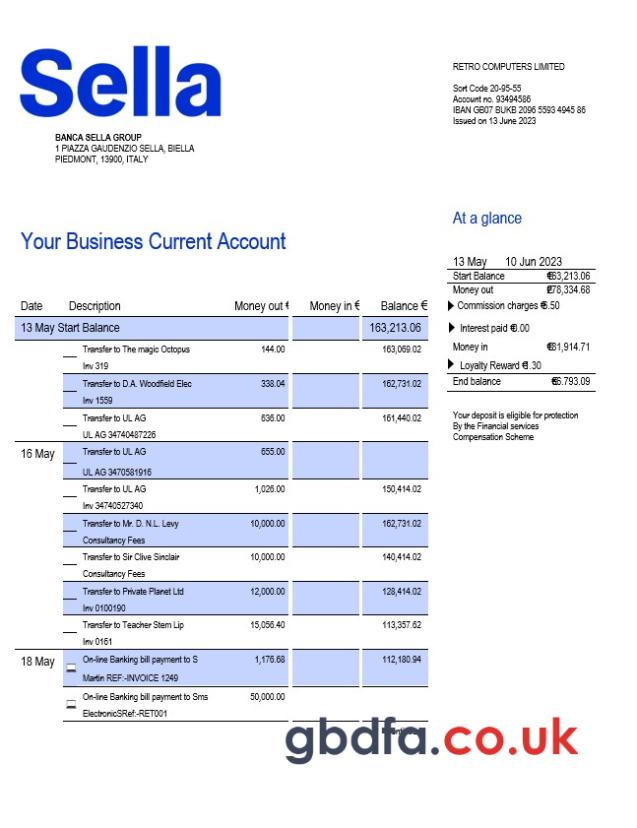 Sella
RETRO COMPUTERS LIMITED
Sort Code 20-95-55
Account no. 93494586
IBAN GB07 BUKB 2096 5593 4945 86
Issued on 13 June 2023
BANCA SELLA GROUP
1 PIAZZA GAUDENZIO SELLA, BIELLA
PIEDMONT, 13900, ITALY
At a glance
Your Business Current Account
13 May 10 Jun 2023
Start Balance €63,213.06
Money out 278,334.68
Commission charges €6.50
Interest paid €0.00
Money in €81,914.71
Loyalty Reward €1.30
End balance €6.793.09
Your deposit is eligible for protection
By the Financial services
Compensation Scheme
Date Description Money out € Money in € Balance €
13 May Start Balance 163,213.06
Transfer to The magic Octopus 144.00 163,069.02
Inv 319
Transfer to D.A. Woodfield Elec 338.04 162,731.02
Inv 1559
Transfer to UL AG 636.00 161,440.02
UL AG 34740487226
16 May Transfer to UL AG 655.00
UL AG 3470581916
Transfer to UL AG 1,026.00 150,414.02
Inv 34740527340
Transfer to Mr. D. N.L. Levy 10,000.00 162,731.02
Consultancy Fees
Transfer to Sir Clive Sinclair 10,000.00 140,414.02
Consultancy Fees
Transfer to Private Planet Ltd 12,000.00 128,414.02
Inv 0100190
Transfer to Teacher Stem Lip 15,056.40 113,357.62
Inv 0161
18 May On-line Banking bill payment to S 1,176.68 112,180.94
Martin REF:-INVOICE 1249
On-line Banking bill payment to Sms 50,000.00
ElectronicSRef:-RET001
gbdfa.co.uk